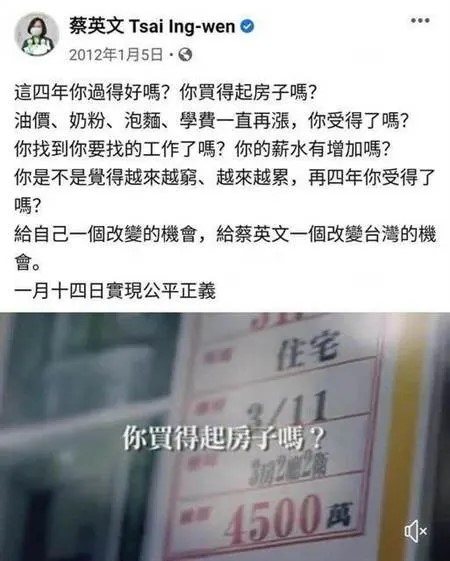 蔡英文 Tsai Ing-wen
2012年1月5日
這四年你過得好嗎？你買得起房子嗎？
油價、奶粉、泡麵、學費一直再漲，你受得了嗎？
你找到你要找的工作了嗎？你的薪水有增加嗎？
你是不是覺得越來越窮、越來越累，再四年你受得了
嗎？
給自己一個改變的機會，給蔡英文一個改變台灣的機
會。
一月十四日實現公平正義
住宅
3/11
你買得起房子嗎？
3房2廳2衛
4500萬